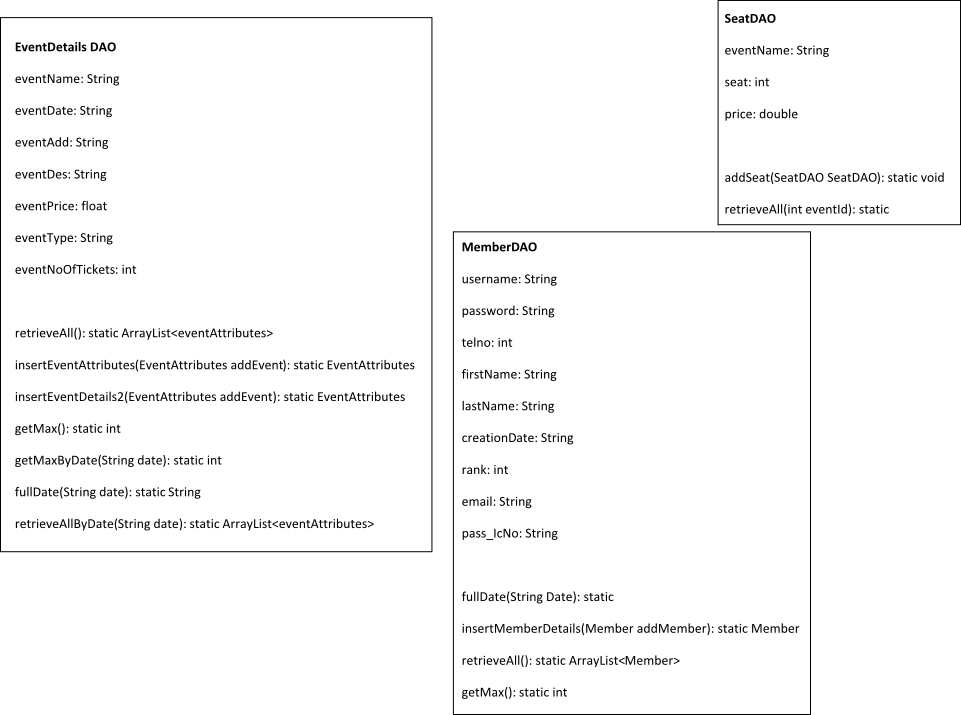 EventDetails DAO
eventName: String
eventDate: String
eventAdd: String
eventDes: String
eventPrice: float
eventType: String
eventNoOfTickets: int
retrieveAll(): static ArrayList<eventAttributes>
insertEventAttributes(EventAttributes addEvent): static EventAttributes
insertEventDetails2(EventAttributes addEvent): static EventAttributes
getMax(): static int
getMaxByDate(String date): static int
fullDate(String date): static String
retrieveAllByDate(String date): static ArrayList<eventAttributes>
SeatDAO
eventName: String
seat: int
price: double
addSeat(SeatDAO SeatDAO): static void
retrieveAll(int eventId): static
MemberDAO
username: String
password: String
telno: int
firstName: String
lastName: String
creationDate: String
rank: int
email: String
pass_IcNo: String
fullDate(String Date): static
insertMemberDetails(Member addMember): static Member
retrieveAll(): static ArrayList<Member>
getMax(): static int